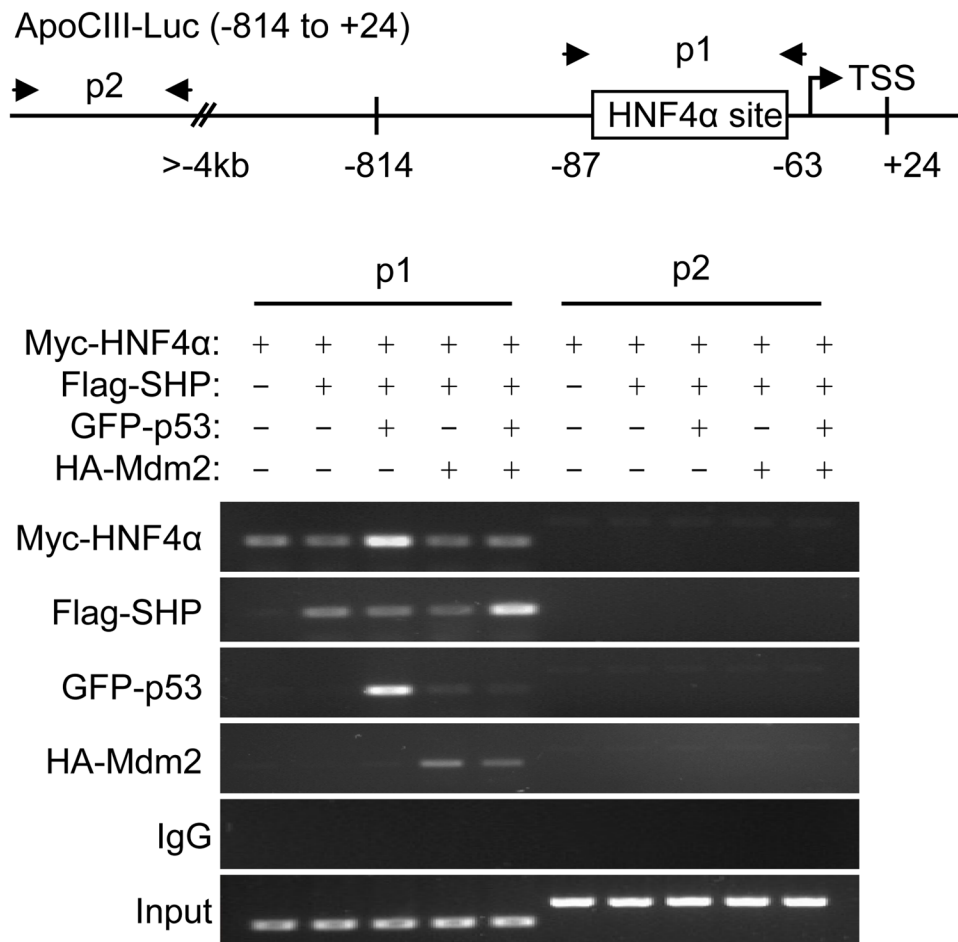 ApoCIII-Luc (-814 to +24)
p2
p1
TSS
HNF4α site
>-4kb
-814
-87
-63
+24
p1
p2
Myc-HNF4α: + + + + + + + + + +
Flag-SHP: – + + + + – + + + +
GFP-p53: – – + – + – – + – +
HA-Mdm2: – – – + + – – – + +
Myc-HNF4α
Flag-SHP
GFP-p53
HA-Mdm2
IgG
Input